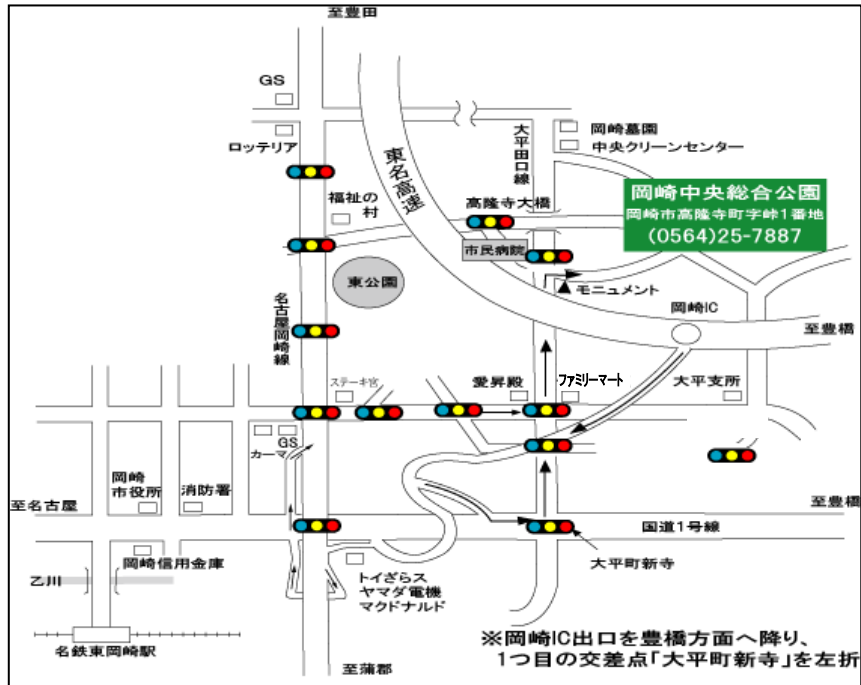 至豊田
GS
ロッテリア
大平田口線
岡崎墓園
中央クリーンセンター
東名高速
福祉の
村
高隆寺大橋
岡崎中央総合公園
岡崎市高隆寺町字峠1番地
(0564)25-7887
市民病院
東公園
モニュメント
岡崎IC
至豊橋
名古屋岡崎線
ステーキ宮
愛昇殿
ファミリーマート
大平支所
GS
カーマ
岡崎
市役所
消防署
至名古屋
至豊橋
国道1号線
岡崎信用金庫
大平町新寺
乙川
トイざらス
ヤマダ電機
マクドナルド
名鉄東岡崎駅
至蒲郡
※岡崎IC出口を豊橋方面へ降り、
1つ目の交差点「大平町新寺」を左折